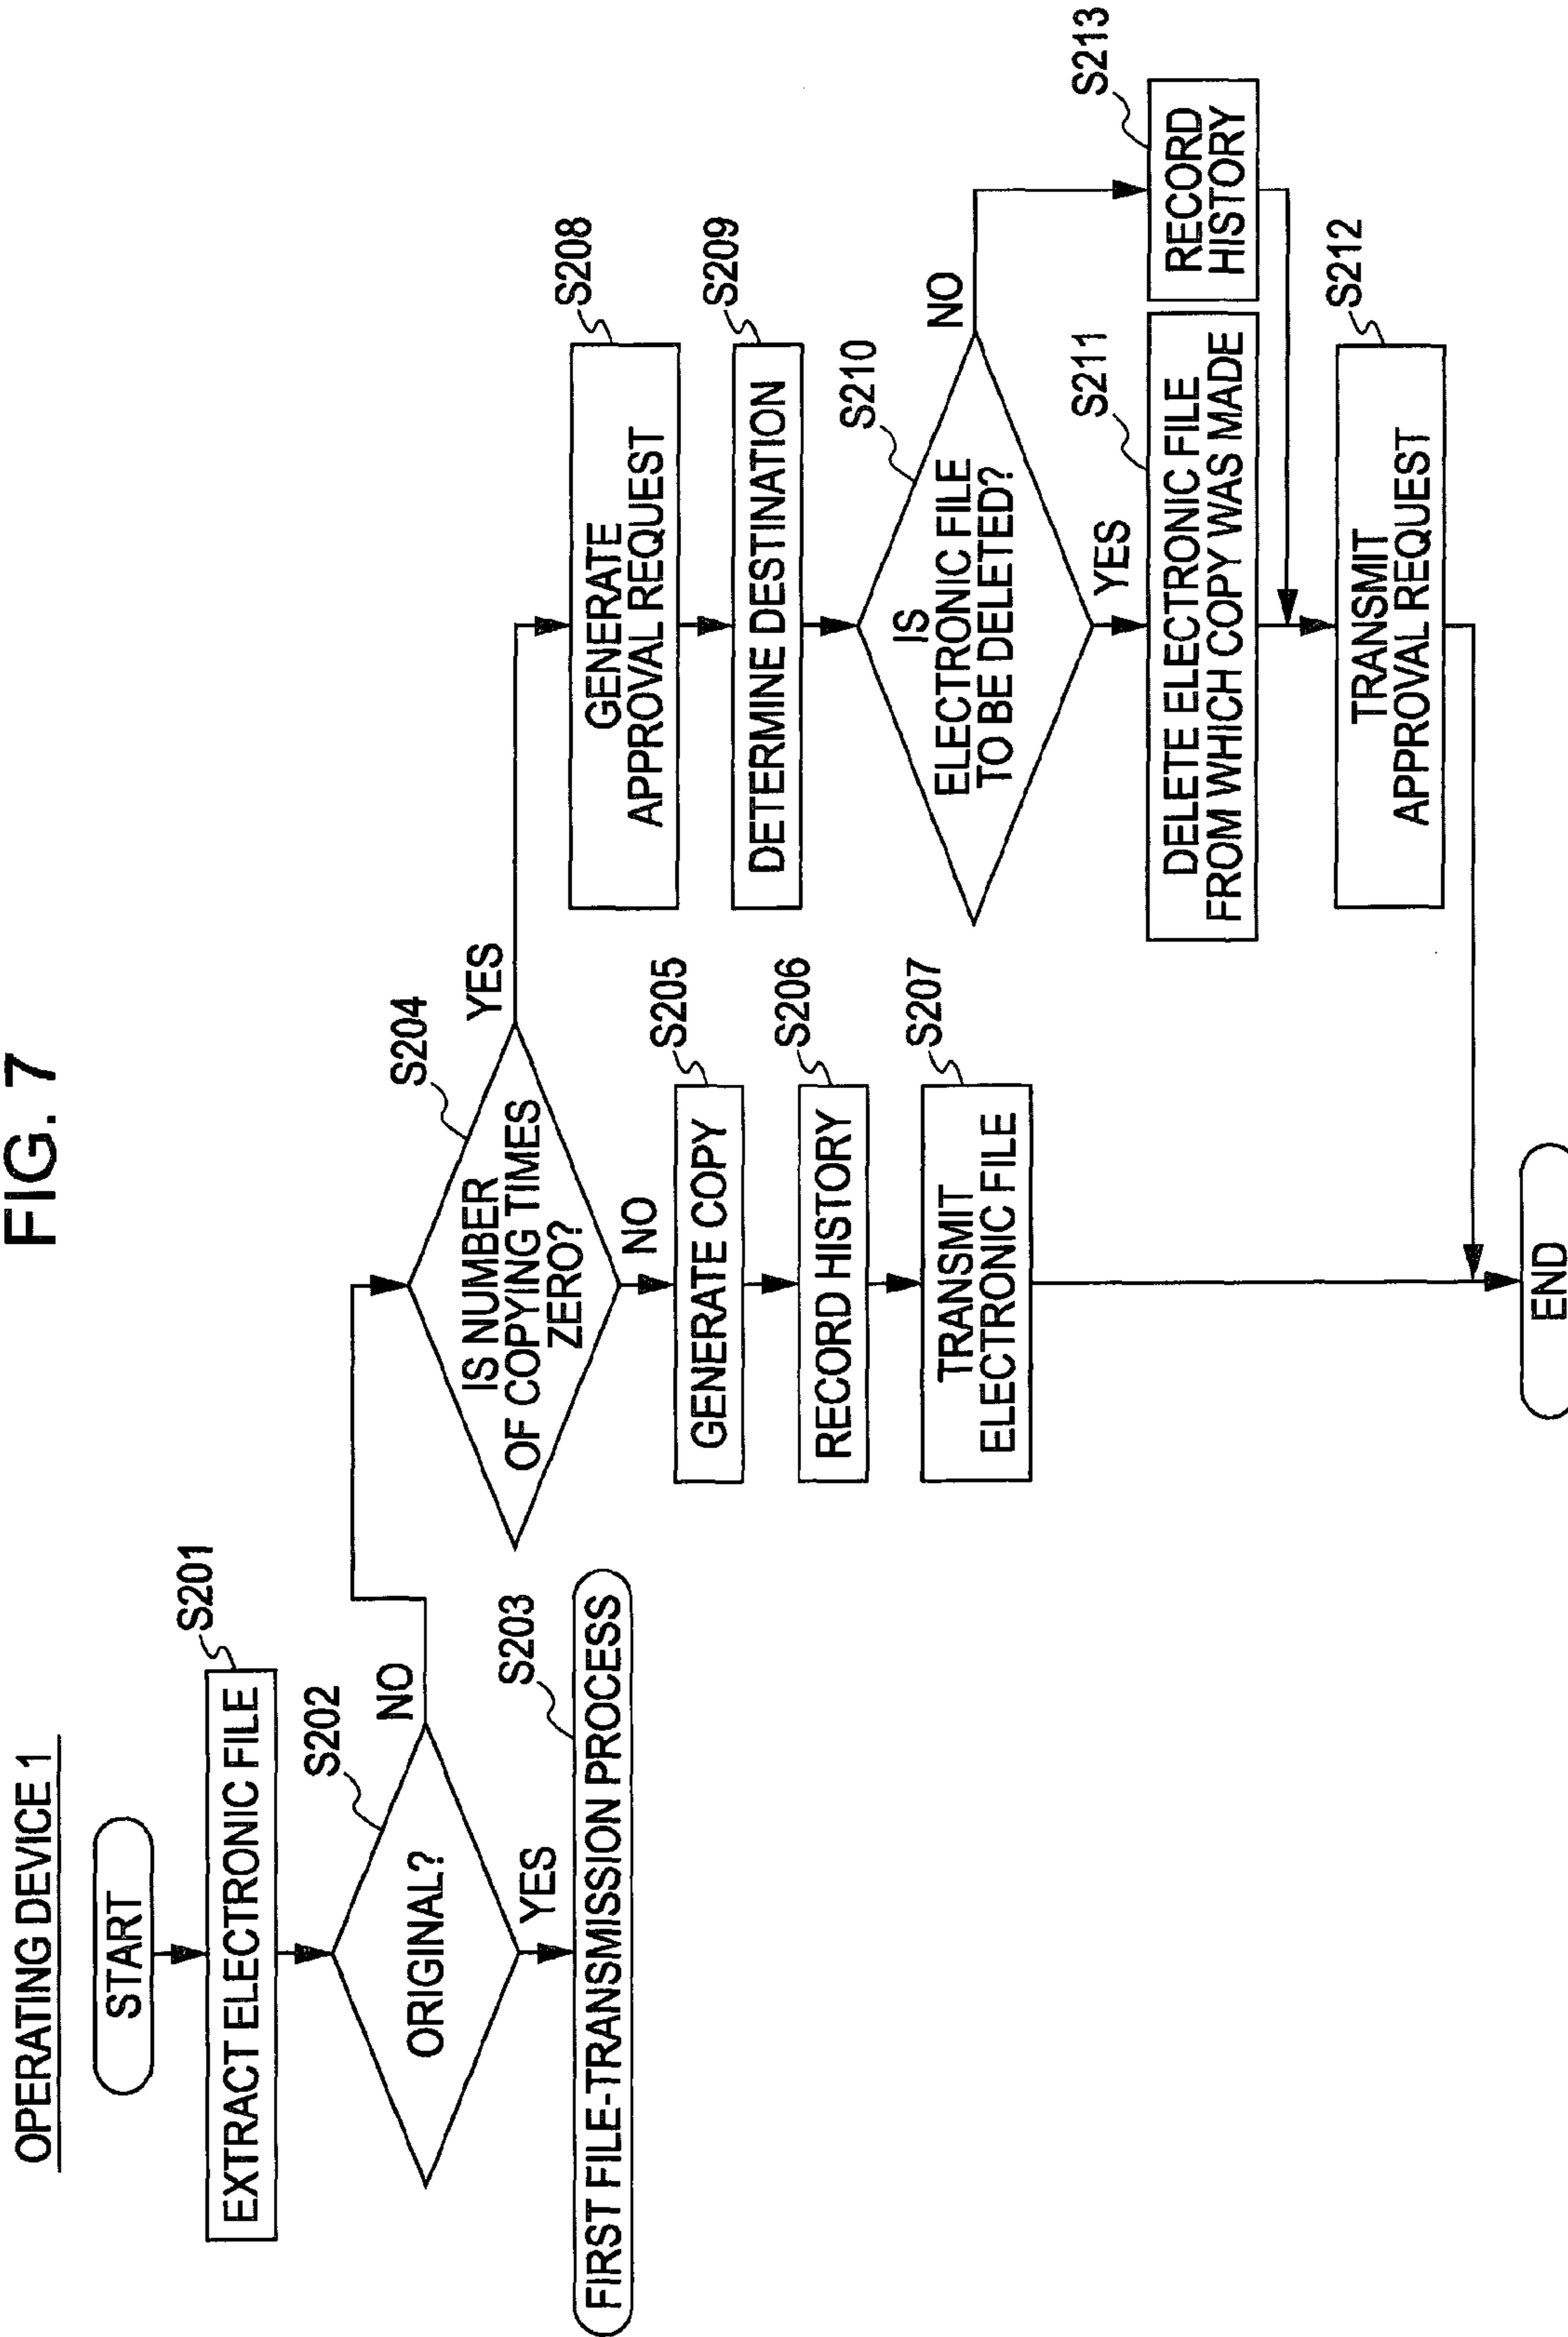 FIG. 7
OPERATING DEVICE 1
START
S201
EXTRACT ELECTRONIC FILE
S202
ORIGINAL?
NO
YES
S203
FIRST FILE-TRANSMISSION PROCESS
S204
IS NUMBER
OF COPYING TIMES
ZERO?
YES
NO
S205
GENERATE COPY
S206
RECORD HISTORY
S207
TRANSMIT
ELECTRONIC FILE
S208
GENERATE
APPROVAL REQUEST
S209
DETERMINE DESTINATION
S210
IS
ELECTRONIC FILE
TO BE DELETED?
NO
YES
S211
DELETE ELECTRONIC FILE
FROM WHICH COPY WAS MADE
S213
RECORD
HISTORY
S212
TRANSMIT
APPROVAL REQUEST
END